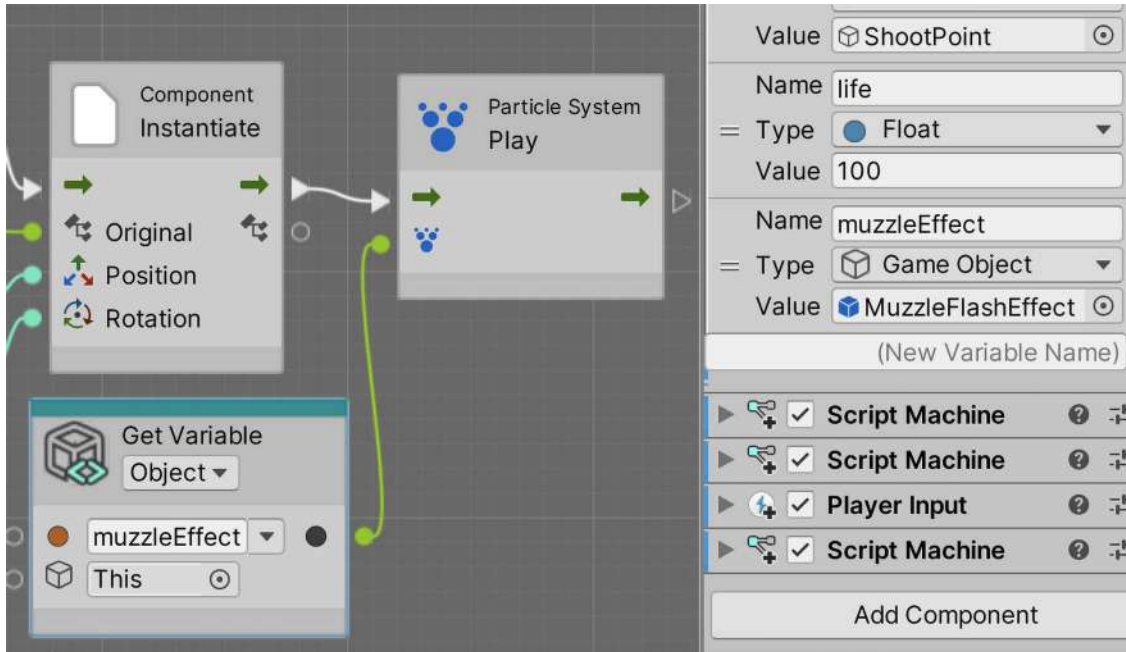 Component
Instantiate
Original
Position
Rotation
Particle System
Play
Get Variable
Object
muzzleEffect
This
Value ShootPoint
Name life
Type Float
Value 100
Name muzzleEffect
Type Game Object
Value MuzzleFlashEffect
(New Variable Name)
Script Machine
Script Machine
Player Input
Script Machine
Add Component